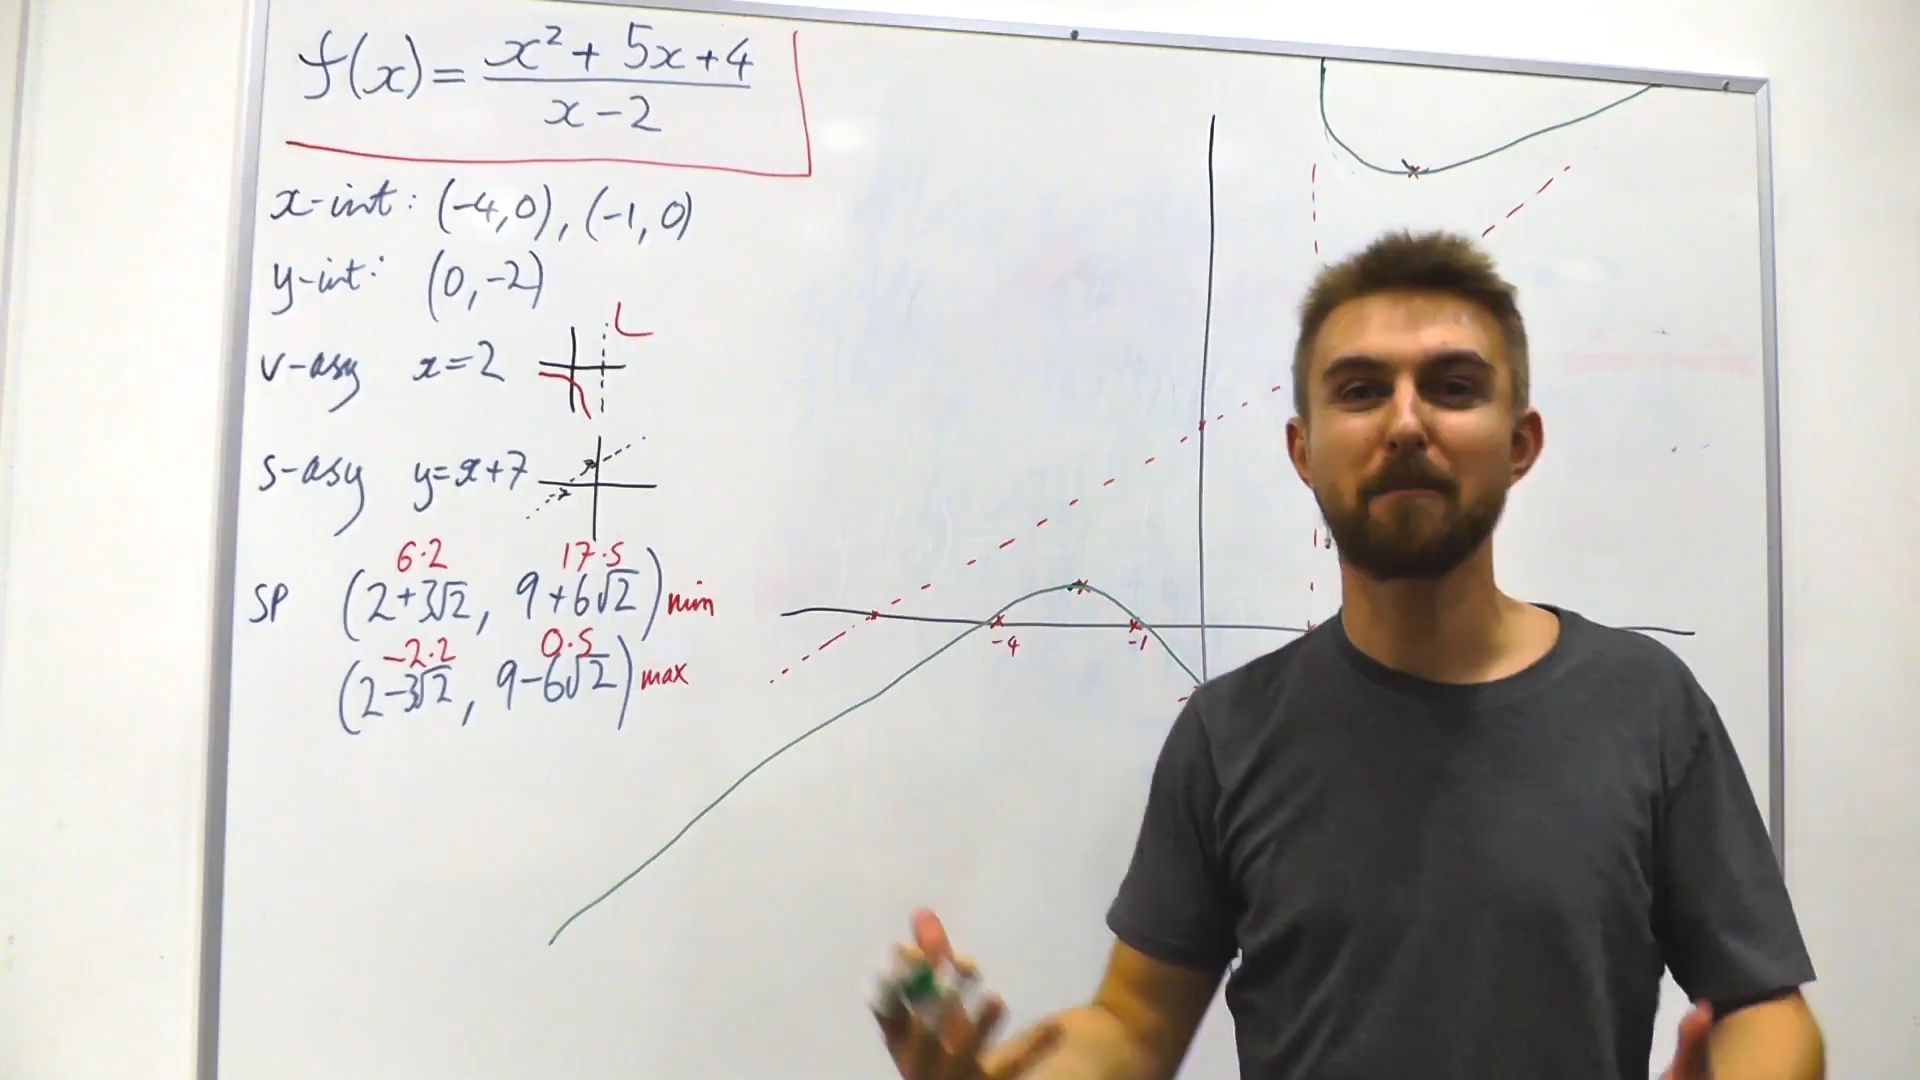 f(x) = x² + 5x + 4 / x - 2
x-int: (-4, 0), (-1, 0)
y-int: (0, -2)
v-asy x = 2
s-asy y = x + 7
6.2 17.5
SP (2+3√2, 9+6√2) min
-2.2 0.5
(2-3√2, 9-6√2) max
-4 -1